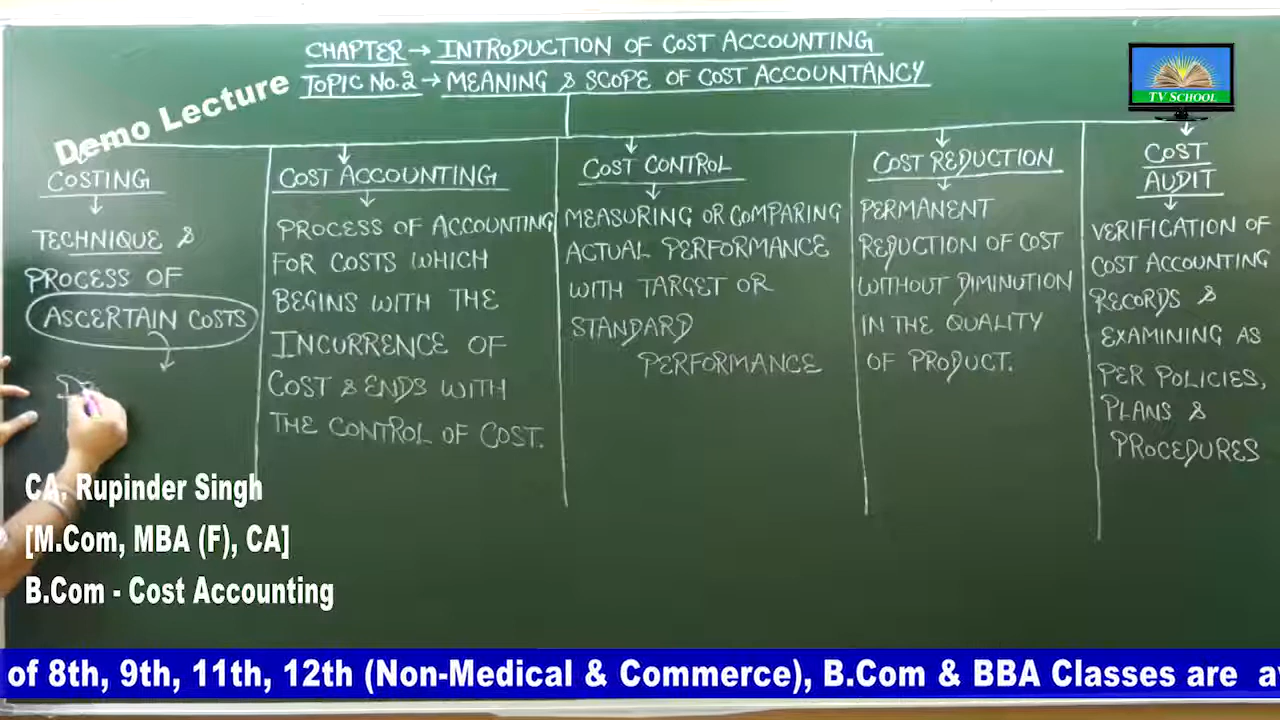 CHAPTER → INTRODUCTION OF COST ACCOUNTING
TOPIC NO.2 → MEANING & SCOPE OF COST ACCOUNTANCY
TV SCHOOL
Demo Lecture
COSTING
TECHNIQUE &
PROCESS OF
ASCERTAIN COSTS
COST ACCOUNTING
PROCESS OF ACCOUNTING
FOR COSTS WHICH
BEGINS WITH THE
INCURRENCE OF
COST & ENDS WITH
THE CONTROL OF COST.
COST CONTROL
MEASURING OR COMPARING
ACTUAL PERFORMANCE
WITH TARGET OR
STANDARD
PERFORMANCE
COST REDUCTION
PERMANENT
REDUCTION OF COST
WITHOUT DIMINUTION
IN THE QUALITY
OF PRODUCT.
COST
AUDIT
VERIFICATION OF
COST ACCOUNTING
RECORDS &
EXAMINING AS
PER POLICIES,
PLANS &
PROCEDURES
CA, Rupinder Singh
[M.Com, MBA (F), CA]
B.Com - Cost Accounting
of 8th, 9th, 11th, 12th (Non-Medical & Commerce), B.Com & BBA Classes are